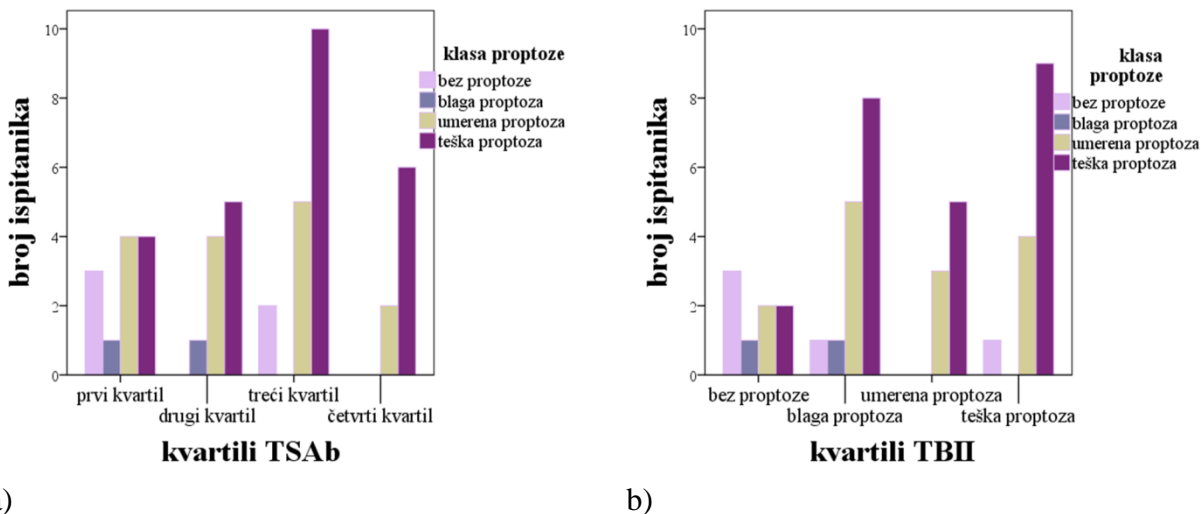 10
8
6
4
2
0
broj ispitanika
prvi kvartil
drugi kvartil
treći kvartil
četvrti kvartil
kvartili TSAb
klasa proptoze
bez proptoze
blaga proptoza
umerena proptoza
teška proptoza
10
8
6
4
2
0
broj ispitanika
bez proptoze
blaga proptoza
umerena proptoza
teška proptoza
kvartili TBII
klasa
proptoze
bez proptoze
blaga proptoza
umerena proptoza
teška proptoza
b)